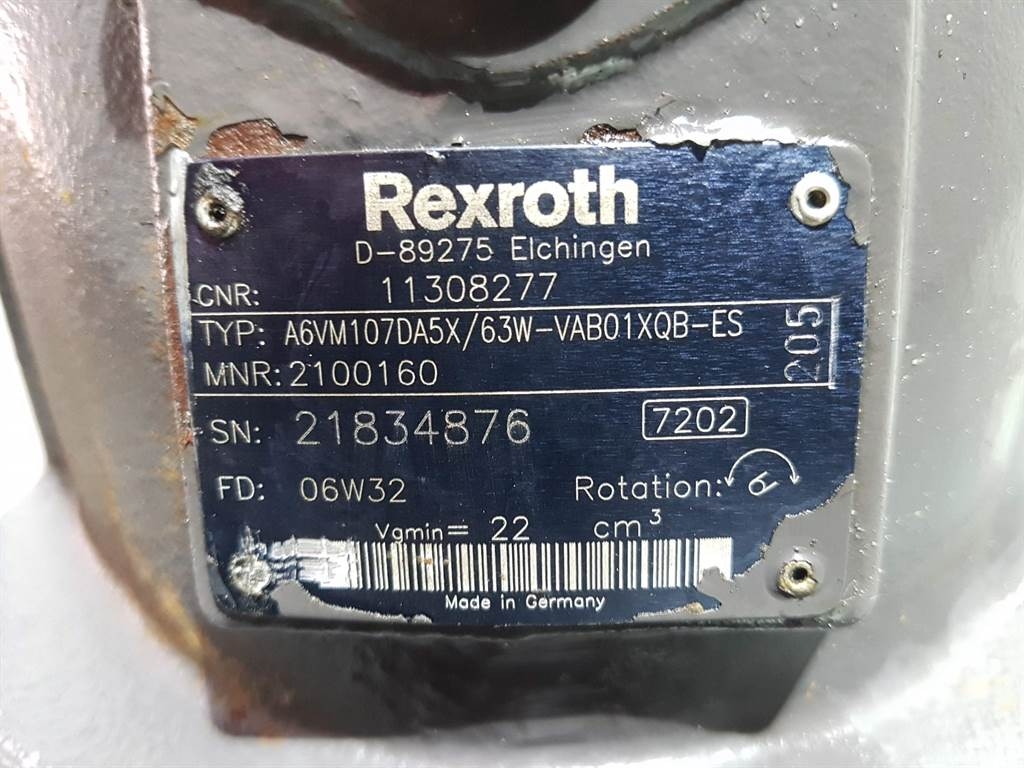 Rexroth
D-89275 Elchingen
CNR: 11308277
TYP: A6VM107DA5X/63W-VAB01XQB-ES
205
MNR: 2100160
SN: 21834876 7202
FD: 06W32 Rotation:
Vgmin= 22 cm³
Made in Germany